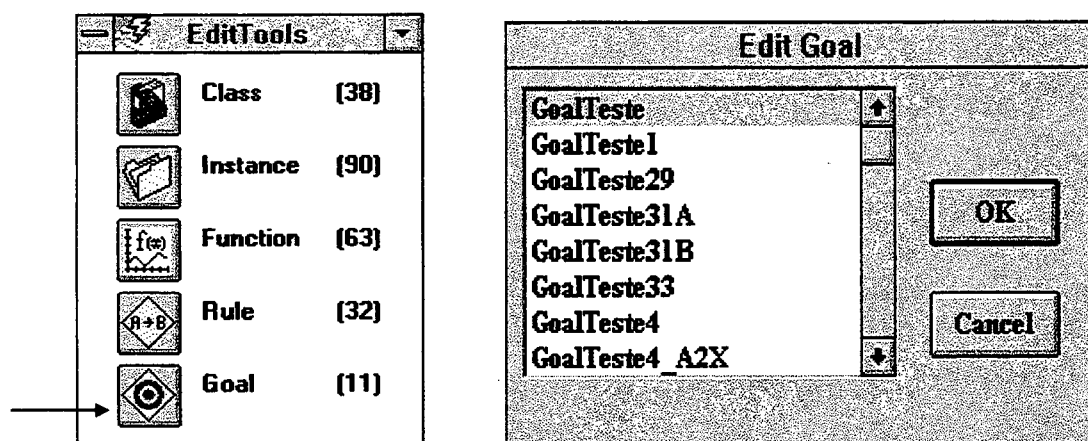 EditTools
Class (38)
Instance (90)
f(x)
Function (63)
A→B
Rule (32)
Goal (11)
Edit Goal
GoalTeste
GoalTeste1
GoalTeste29
GoalTeste31A
GoalTeste31B
GoalTeste33
GoalTeste4
GoalTeste4_A2X
OK
Cancel